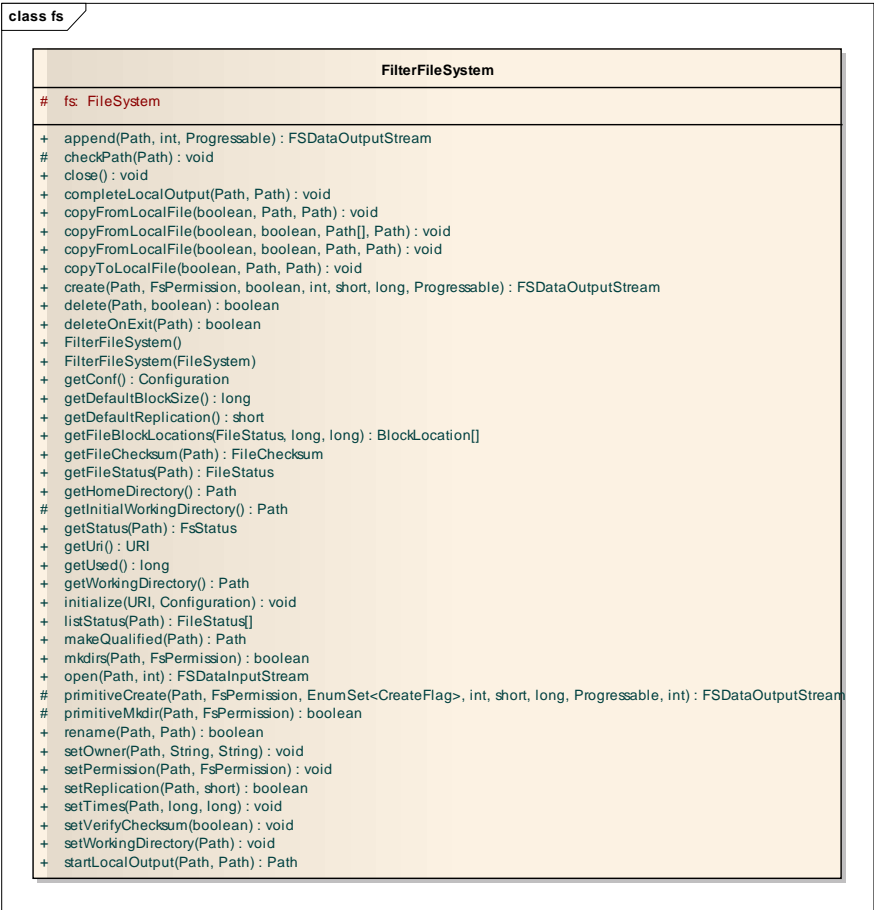 class fs
FilterFileSystem
# fs: FileSystem
+ append(Path, int, Progressable) : FSDataOutputStream
# checkPath(Path) : void
+ close() : void
+ completeLocalOutput(Path, Path) : void
+ copyFromLocalFile(boolean, Path, Path) : void
+ copyFromLocalFile(boolean, boolean, Path[], Path) : void
+ copyFromLocalFile(boolean, boolean, Path, Path) : void
+ copyToLocalFile(boolean, Path, Path) : void
+ create(Path, FsPermission, boolean, int, short, long, Progressable) : FSDataOutputStream
+ delete(Path, boolean) : boolean
+ deleteOnExit(Path) : boolean
+ FilterFileSystem()
+ FilterFileSystem(FileSystem)
+ getConf() : Configuration
+ getDefaultBlockSize() : long
+ getDefaultReplication() : short
+ getFileBlockLocations(FileStatus, long, long) : BlockLocation[]
+ getFileChecksum(Path) : FileChecksum
+ getFileStatus(Path) : FileStatus
+ getHomeDirectory() : Path
# getInitialWorkingDirectory() : Path
+ getStatus(Path) : FsStatus
+ getUri() : URI
+ getUsed() : long
+ getWorkingDirectory() : Path
+ initialize(URI, Configuration) : void
+ listStatus(Path) : FileStatus[]
+ makeQualified(Path) : Path
+ mkdirs(Path, FsPermission) : boolean
+ open(Path, int) : FSDataInputStream
# primitiveCreate(Path, FsPermission, EnumSet<CreateFlag>, int, short, long, Progressable, int) : FSDataOutputStream
# primitiveMkdir(Path, FsPermission) : boolean
+ rename(Path, Path) : boolean
+ setOwner(Path, String, String) : void
+ setPermission(Path, FsPermission) : void
+ setReplication(Path, short) : boolean
+ setTimes(Path, long, long) : void
+ setVerifyChecksum(boolean) : void
+ setWorkingDirectory(Path) : void
+ startLocalOutput(Path, Path) : Path